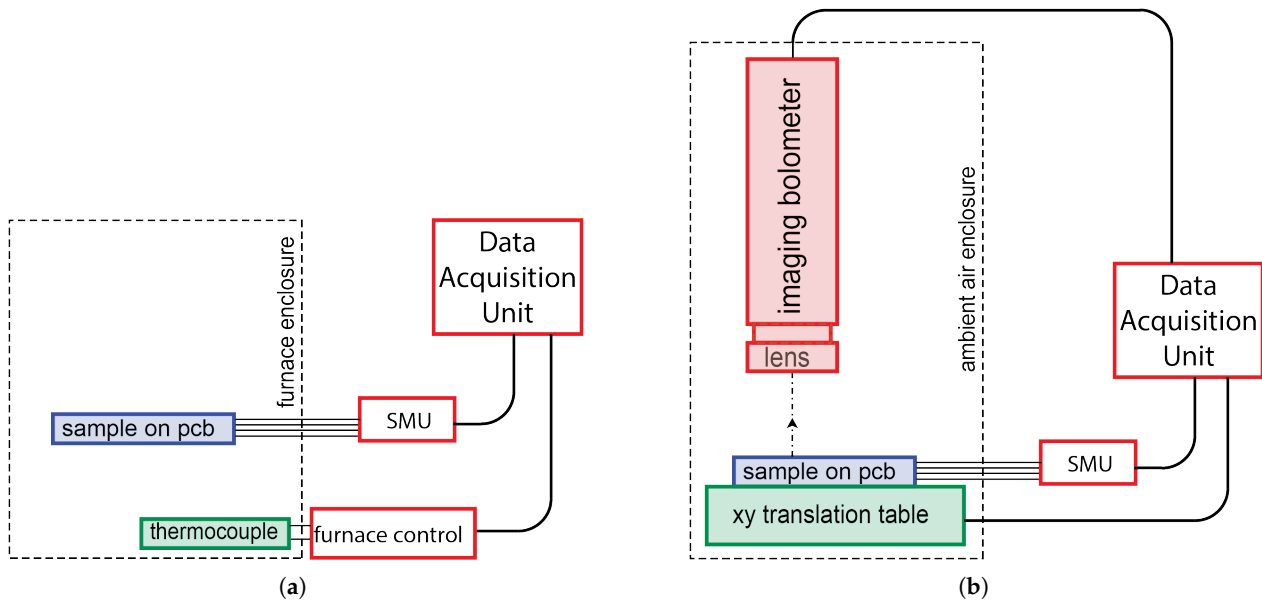 Data
Acquisition
Unit
furnace enclosure
sample on pcb
SMU
thermocouple
furnace control
(a)
imaging bolometer
lens
ambient air enclosure
Data
Acquisition
Unit
sample on pcb
SMU
xy translation table
(b)